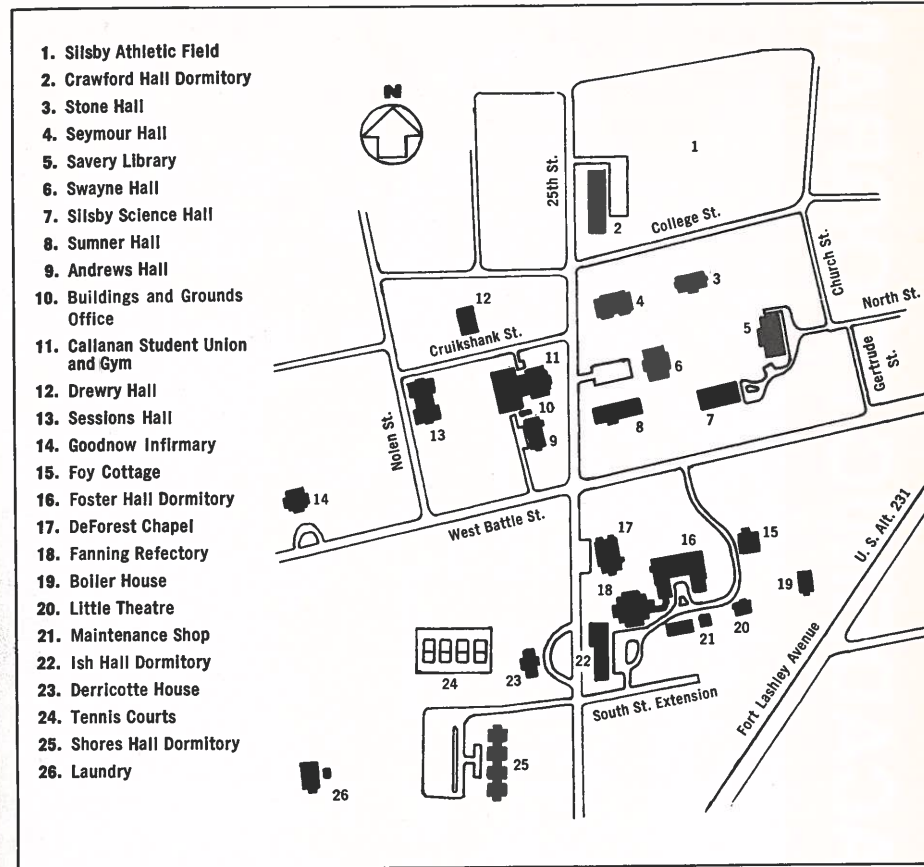 1. Silsby Athletic Field
2. Crawford Hall Dormitory
3. Stone Hall
4. Seymour Hall
5. Savery Library
6. Swayne Hall
7. Silsby Science Hall
8. Sumner Hall
9. Andrews Hall
10. Buildings and Grounds
Office
11. Callanan Student Union
and Gym
12. Drewry Hall
13. Sessions Hall
14. Goodnow Infirmary
15. Foy Cottage
16. Foster Hall Dormitory
17. DeForest Chapel
18. Fanning Refectory
19. Boiler House
20. Little Theatre
21. Maintenance Shop
22. Ish Hall Dormitory
23. Derricotte House
24. Tennis Courts
25. Shores Hall Dormitory
26. Laundry
N
1
25th St.
2
College St.
3
4
Church St.
12
North St.
5
Cruikshank St.
11
6
Gertrude
St.
10
7
Nolen St.
13
8
9
14
West Battle St.
17
16
15
U. S. Alt. 231
18
19
20
21
22
23
24
South St. Extension
Fort Lashley Avenue
25
26